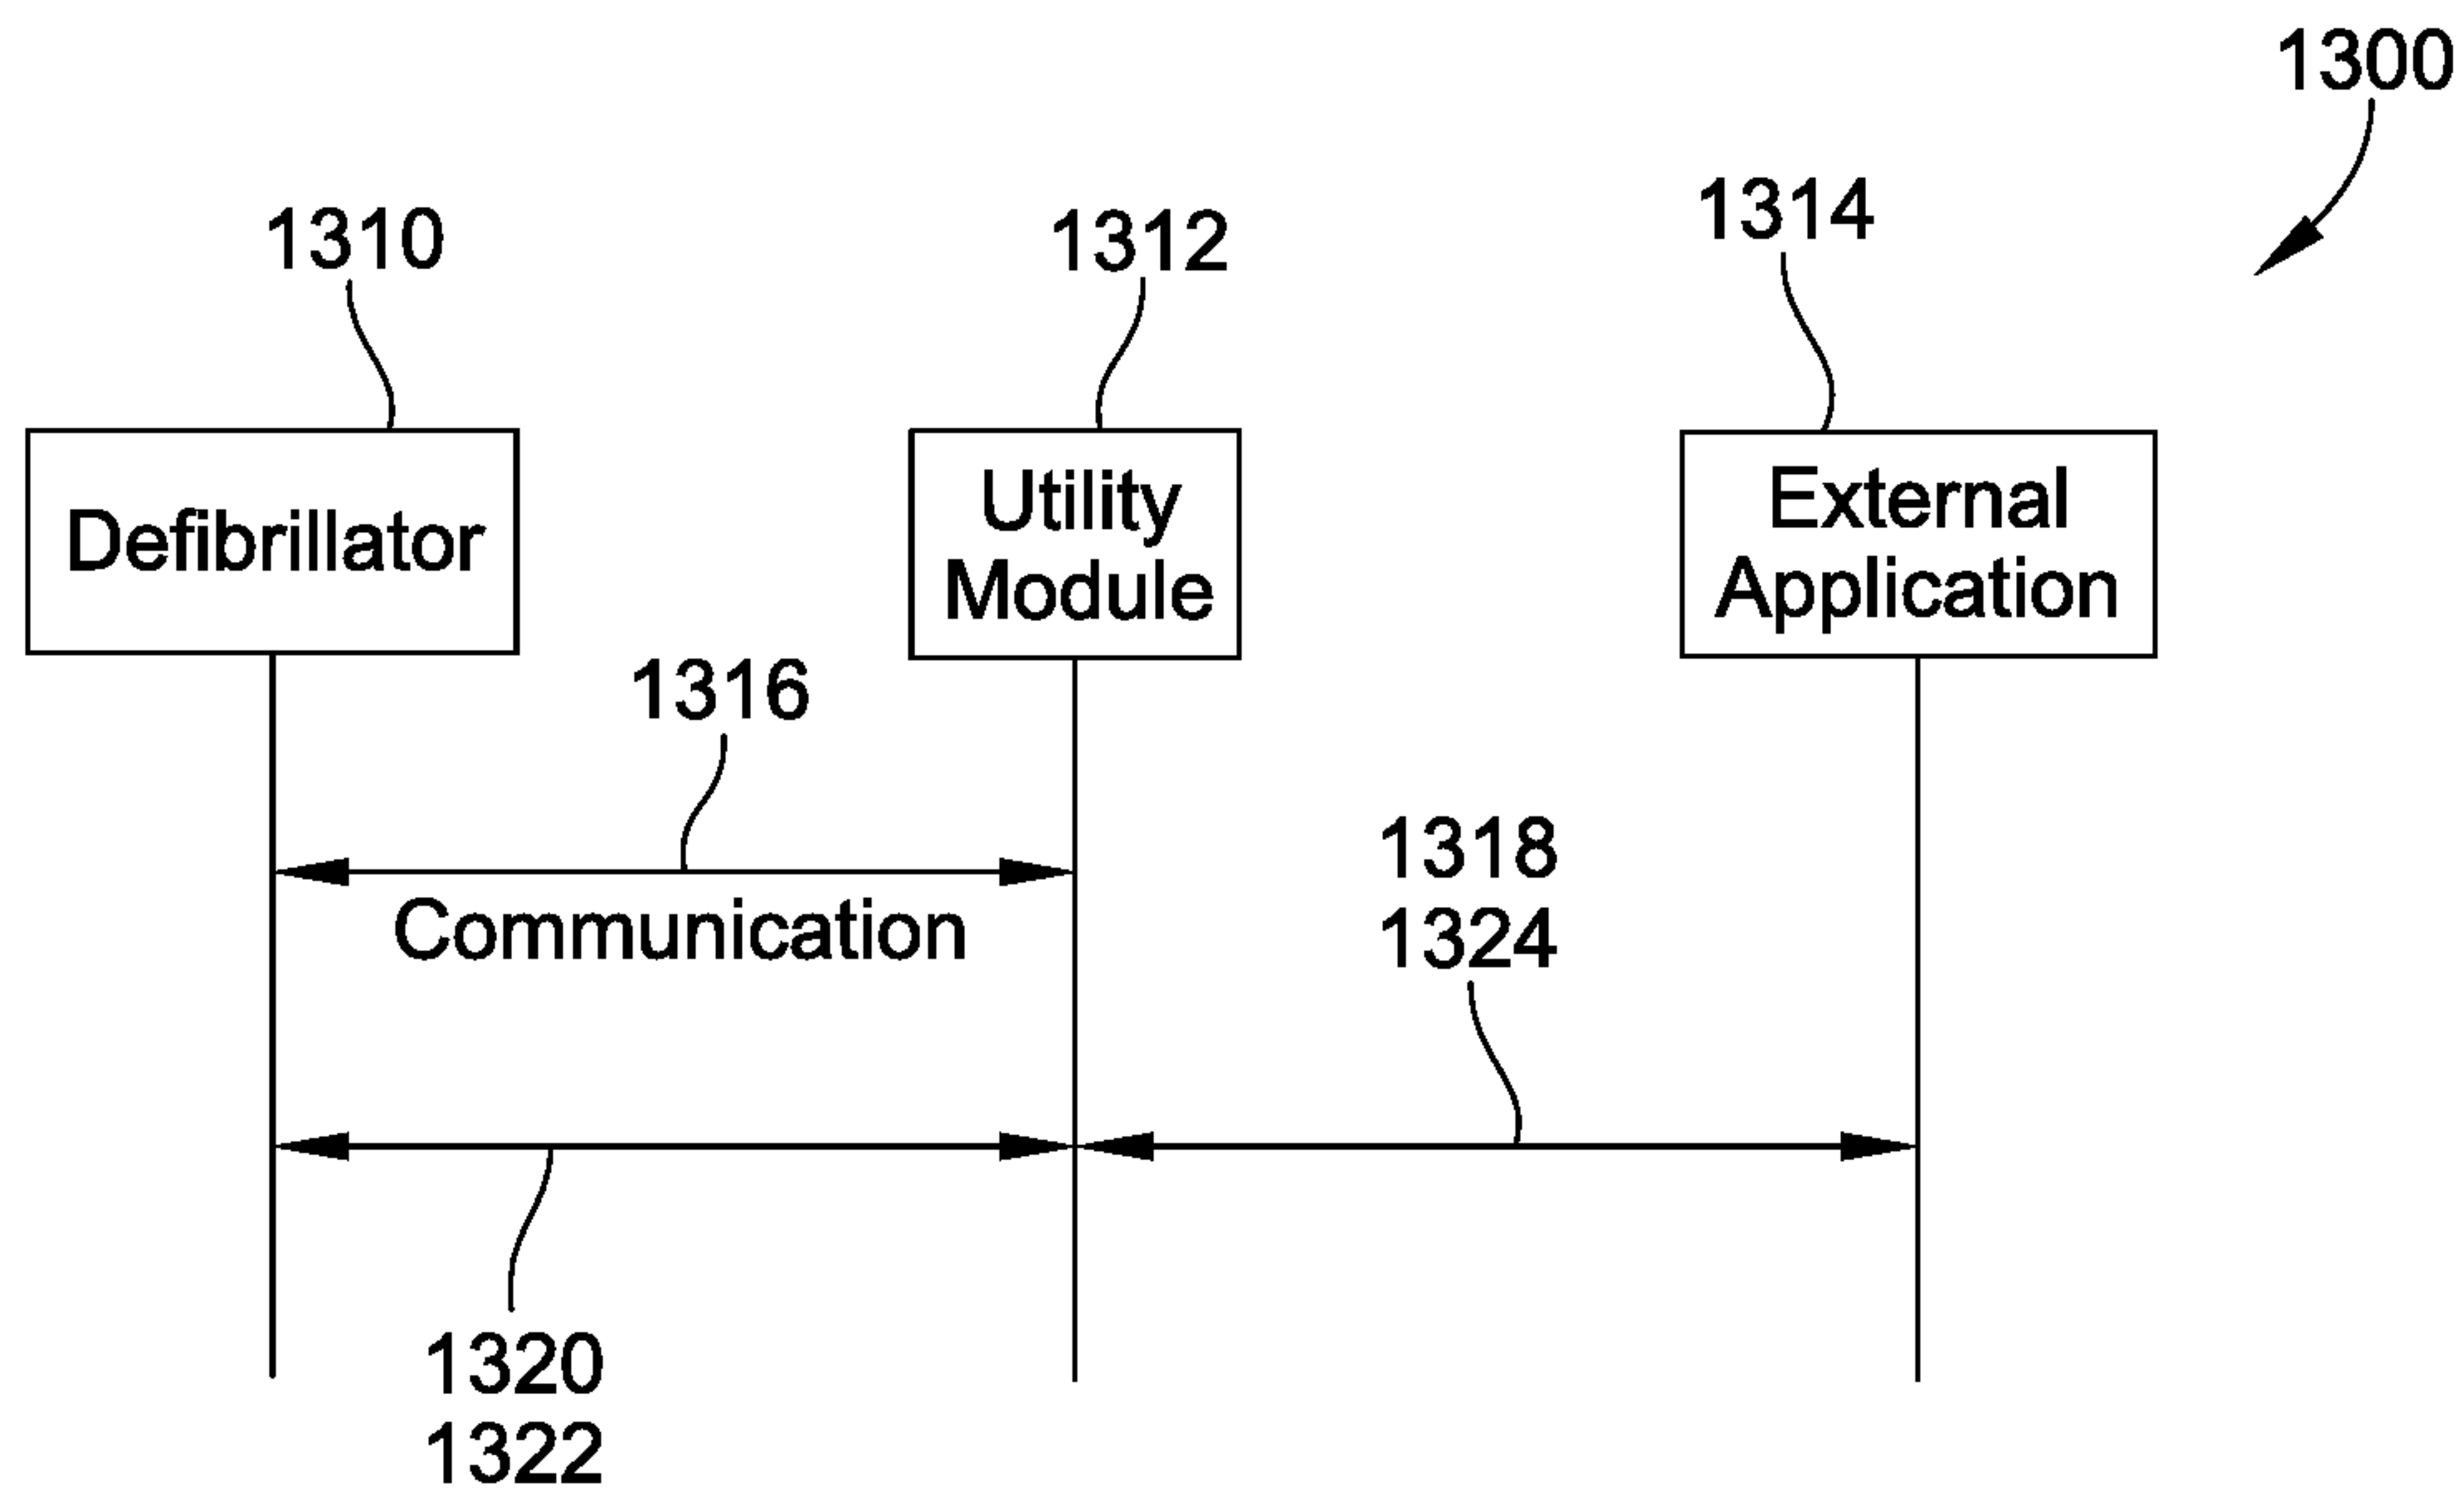 1300
1310
1312
1314
Defibrillator
Utility
Module
External
Application
1316
Communication
1318
1324
1320
1322